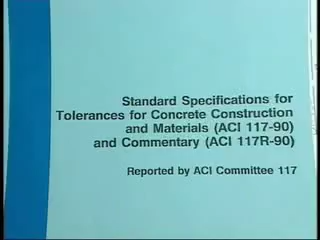 Standard Specifications for
Tolerances for Concrete Construction
and Materials (ACI 117-90)
and Commentary (ACI 117R-90)
Reported by ACI Committee 117